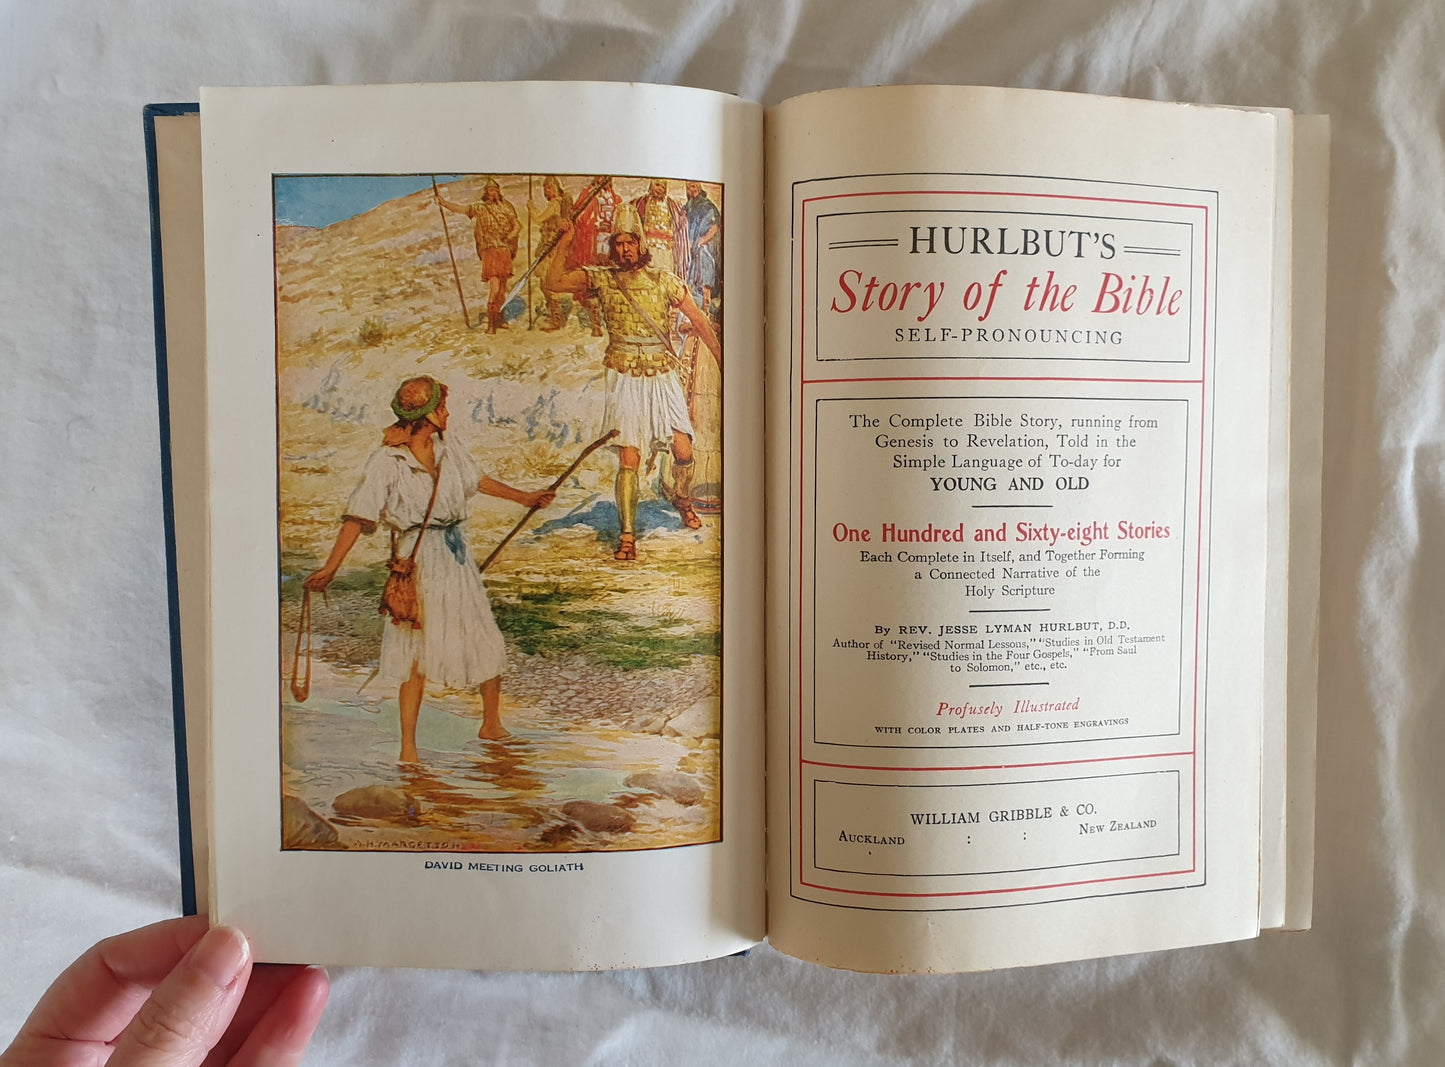 W.H. MARGETSON
DAVID MEETING GOLIATH
HURLBUT'S
Story of the Bible
SELF-PRONOUNCING
The Complete Bible Story, running from
Genesis to Revelation, Told in the
Simple Language of To-day for
YOUNG AND OLD
One Hundred and Sixty-eight Stories
Each Complete in Itself, and Together Forming
a Connected Narrative of the
Holy Scripture
By REV. JESSE LYMAN HURLBUT, D.D.
Author of "Revised Normal Lessons," "Studies in Old Testament
History," "Studies in the Four Gospels," "From Saul
to Solomon," etc., etc.
Profusely Illustrated
WITH COLOR PLATES AND HALF-TONE ENGRAVINGS
WILLIAM GRIBBLE & CO.
AUCKLAND : : NEW ZEALAND